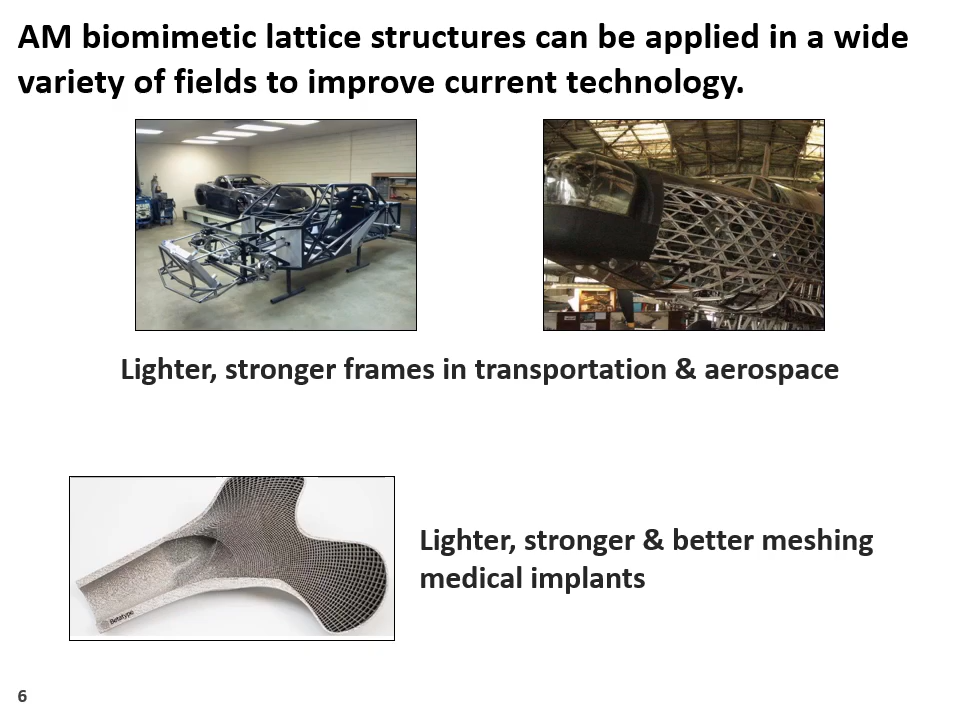 AM biomimetic lattice structures can be applied in a wide
variety of fields to improve current technology.
Lighter, stronger frames in transportation & aerospace
Lighter, stronger & better meshing
medical implants
Betatype
6